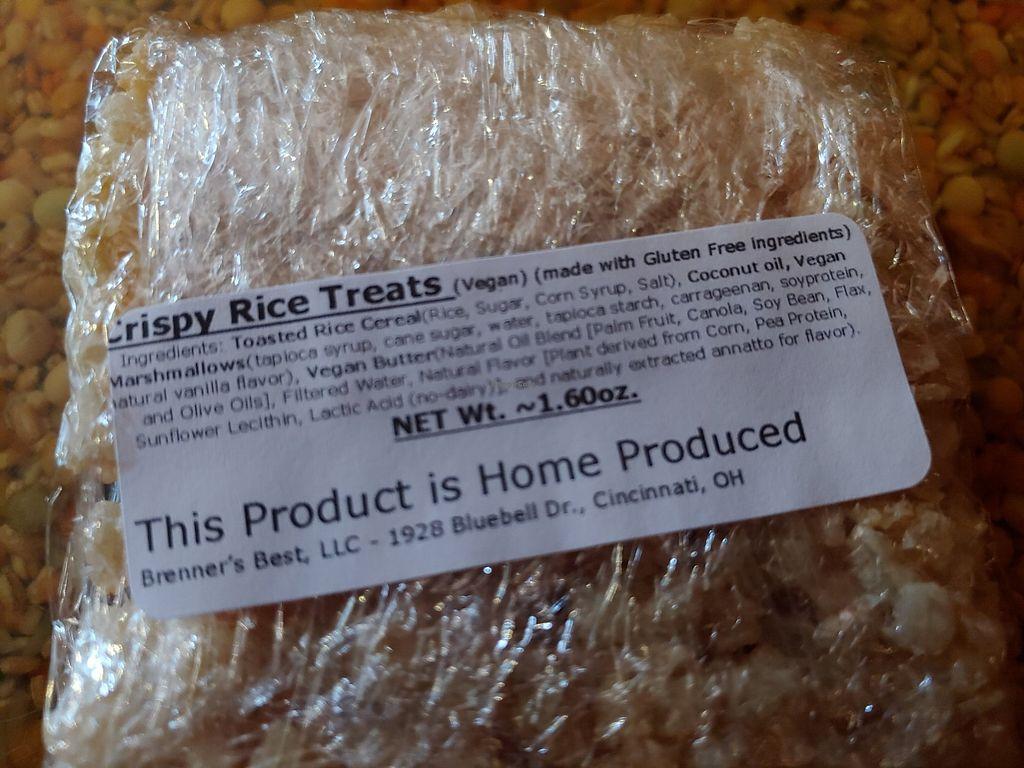 Crispy Rice Treats (Vegan) (made with Gluten Free ingredients)
Ingredients: Toasted Rice Cereal(Rice, Sugar, Corn Syrup, Salt), Coconut oil, Vegan
Marshmallows(tapioca syrup, cane sugar, water, tapioca starch, carrageenan, soyprotein,
natural vanilla flavor), Vegan Butter(Natural Oil Blend [Palm Fruit, Canola, Soy Bean, Flax,
and Olive Oils], Filtered Water, Natural Flavor [Plant derived from Corn, Pea Protein,
Sunflower Lecithin, Lactic Acid (no-dairy)], and naturally extracted annatto for flavor).
NET Wt. ~1.60oz.
This Product is Home Produced
Brenner's Best, LLC - 1928 Bluebell Dr., Cincinnati, OH